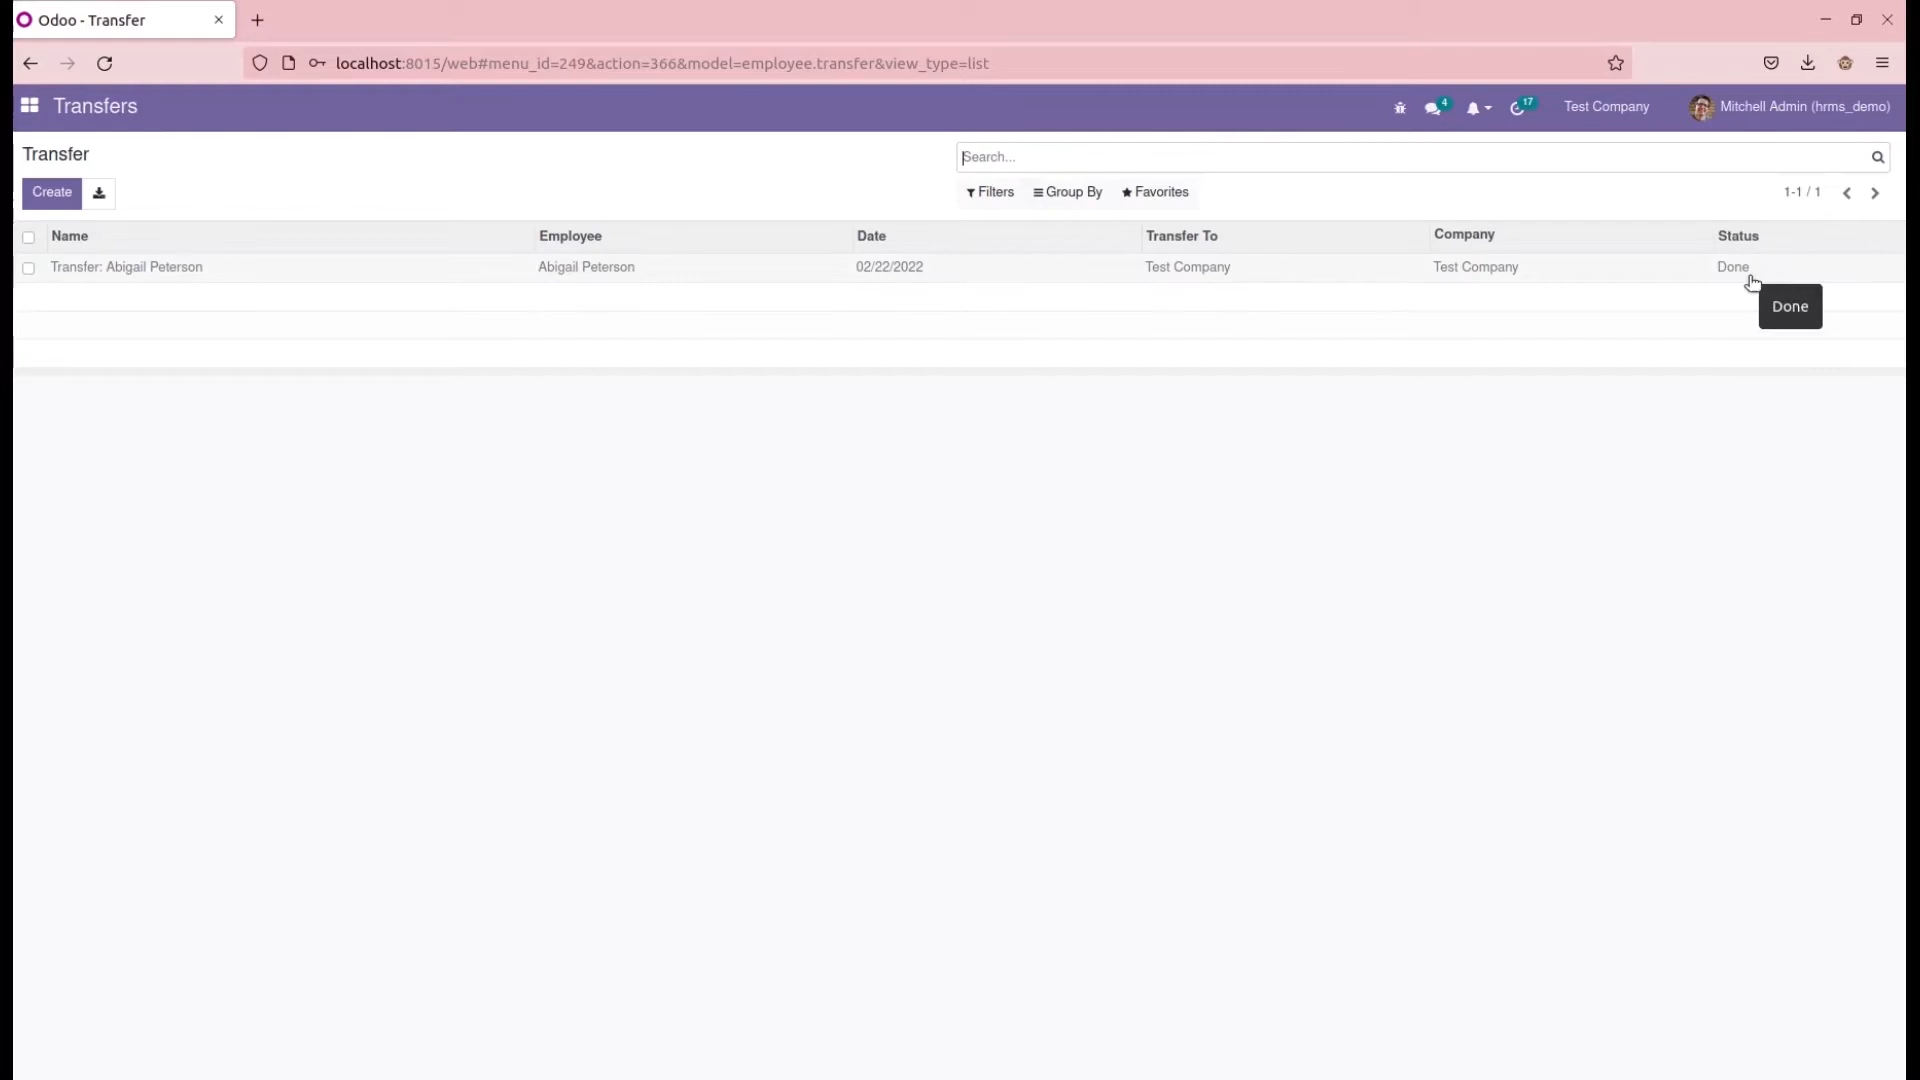 Odoo - Transfer
localhost:8015/web#menu_id=249&action=366&model=employee.transfer&view_type=list
Transfers 4 17 Test Company Mitchell Admin (hrms_demo)
Transfer Search...
Create Filters Group By Favorites 1-1 / 1
Name Employee Date Transfer To Company Status
Transfer: Abigail Peterson Abigail Peterson 02/22/2022 Test Company Test Company Done
Done